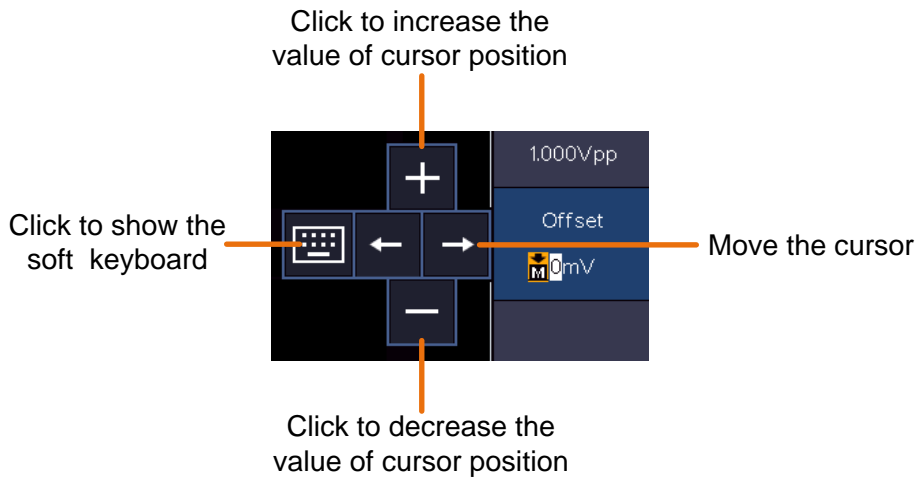 Click to increase the
value of cursor position
1.000Vpp
Click to show the
soft keyboard
Offset
M 0mV
Move the cursor
Click to decrease the
value of cursor position